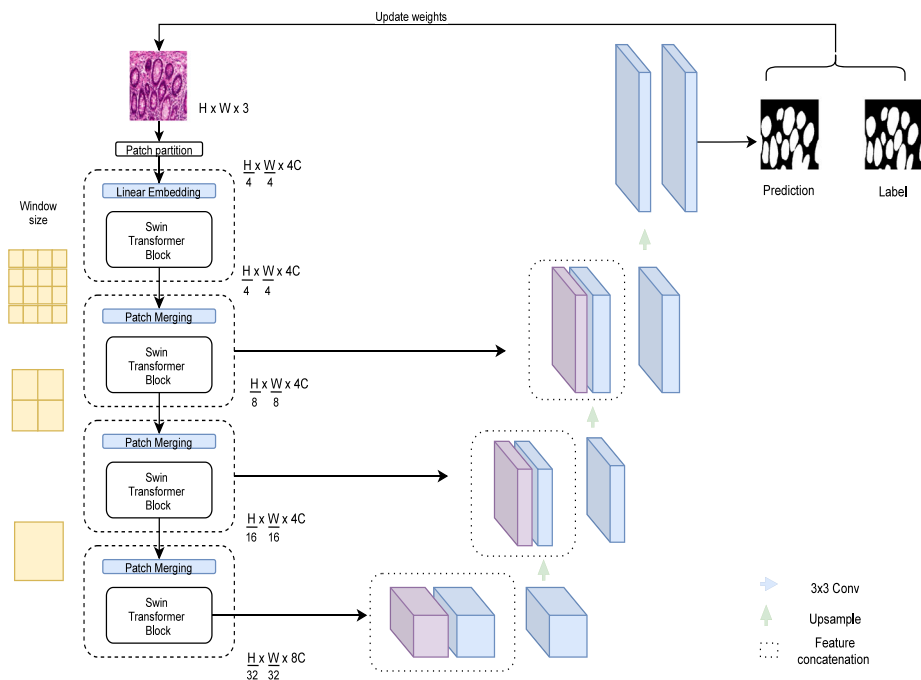 Update weights
H x W x 3
Patch partition
H x W x 4C
4 4
Linear Embedding
Prediction
Label
Window
size
Swin
Transformer
Block
H x W x 4C
4 4
Patch Merging
Swin
Transformer
Block
H x W x 4C
8 8
Patch Merging
Swin
Transformer
Block
H x W x 4C
16 16
Patch Merging
Swin
Transformer
Block
H x W x 8C
32 32
3x3 Conv
Upsample
Feature
concatenation